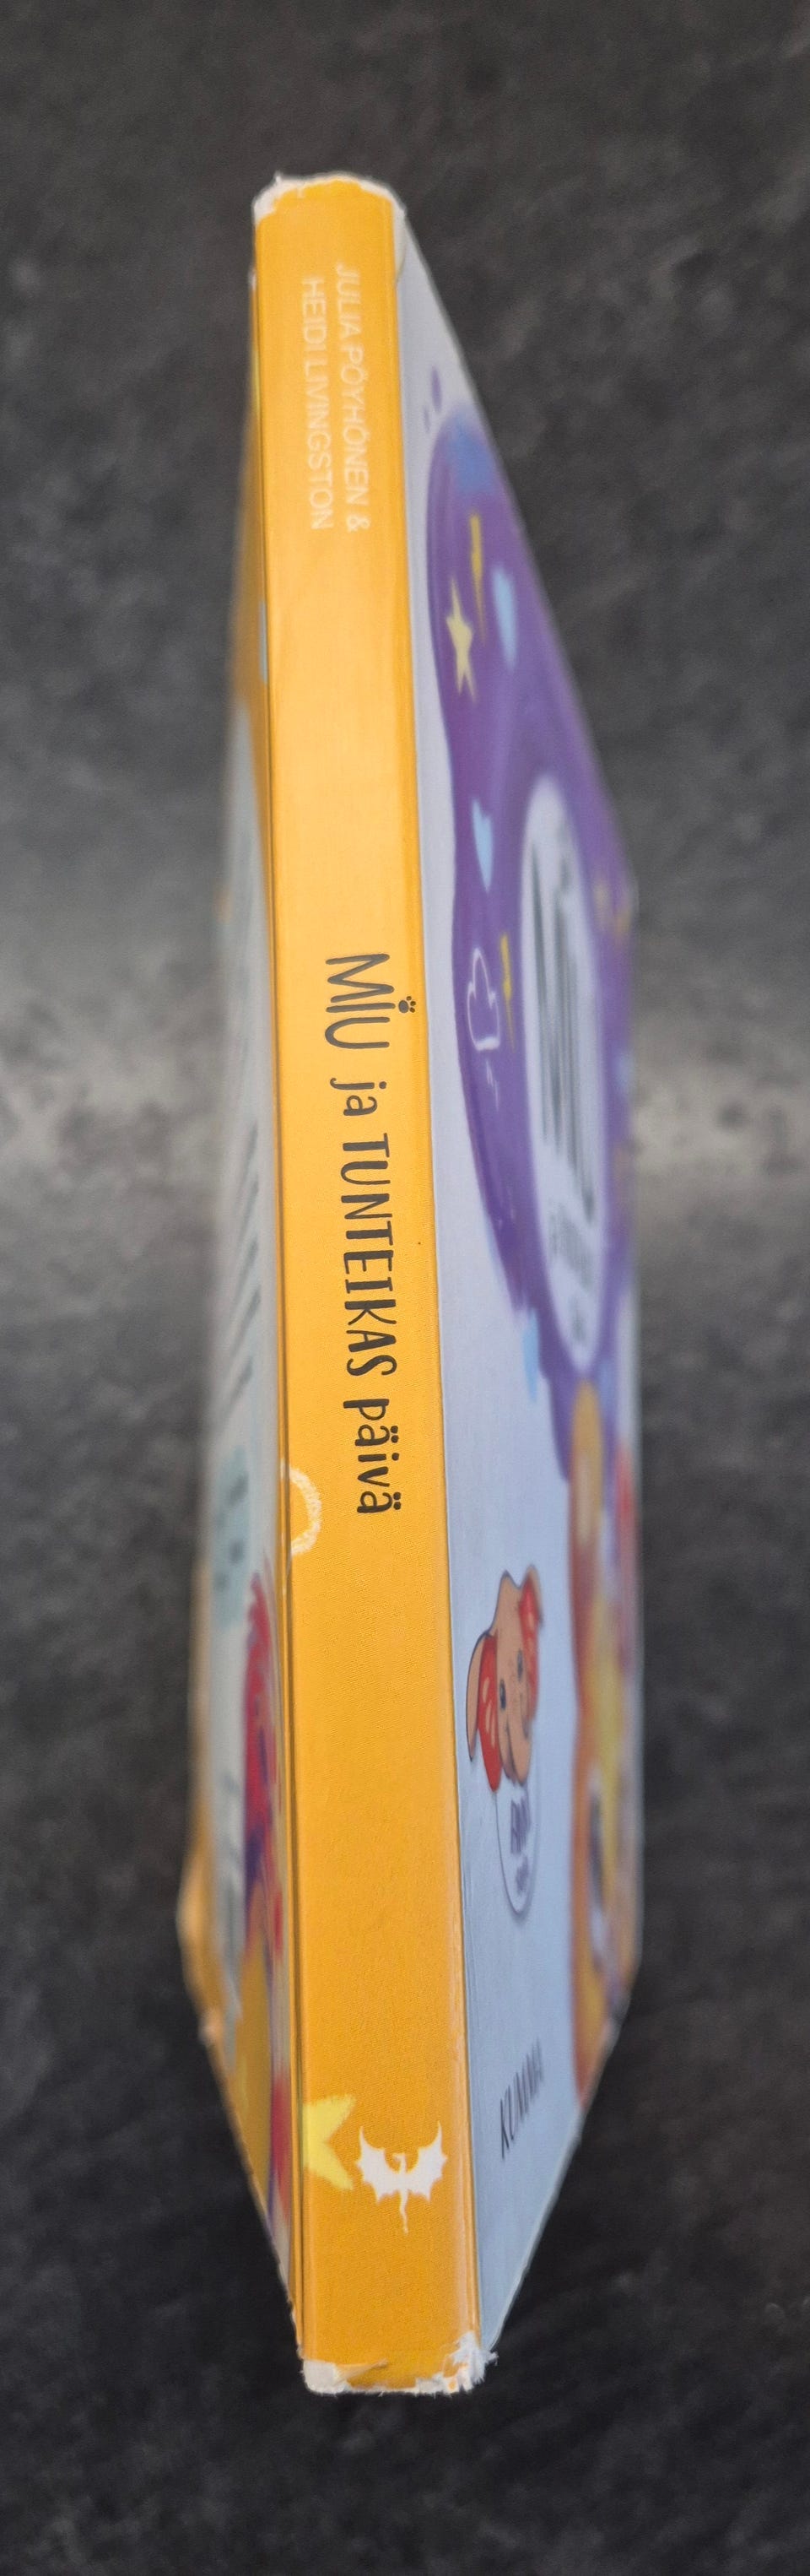 JULIA PÖYHÖNEN &
HEIDI LIVINGSTON
MIU ja TUNTEIKAS päivä